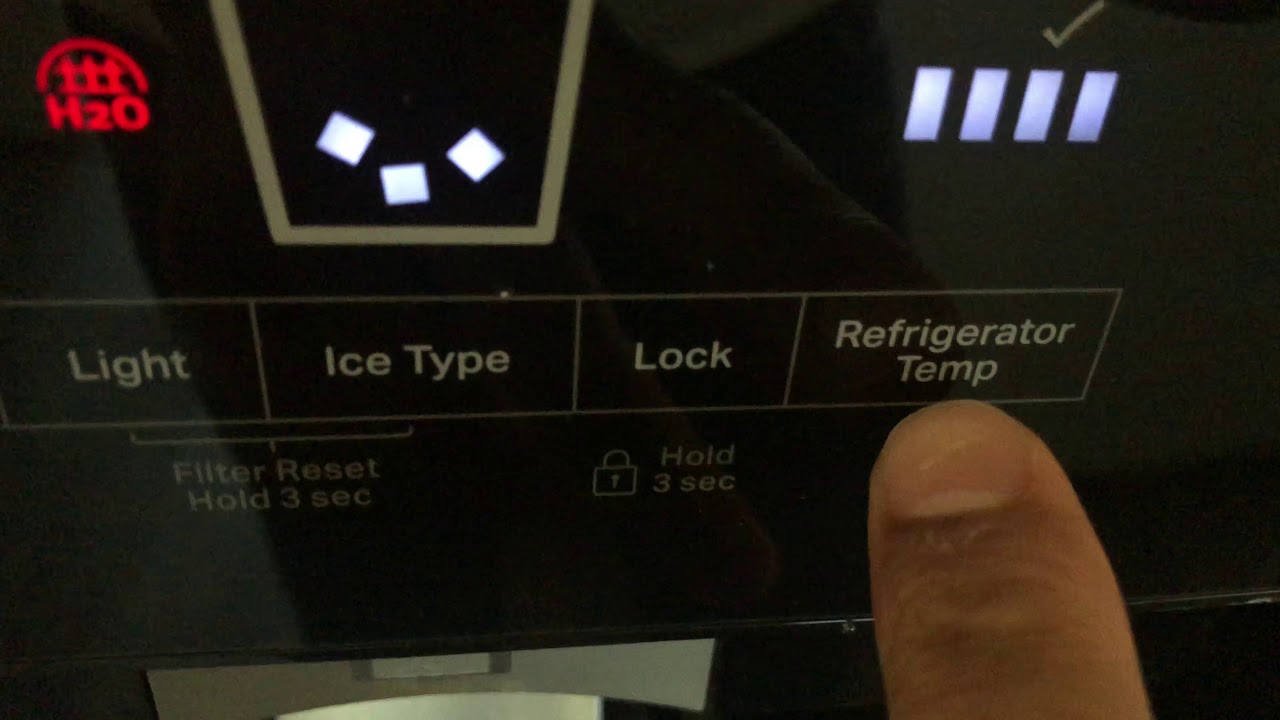 H2O
Light
Ice Type
Lock
Refrigerator
Temp
Filter Reset
Hold 3 sec
Hold
3 sec